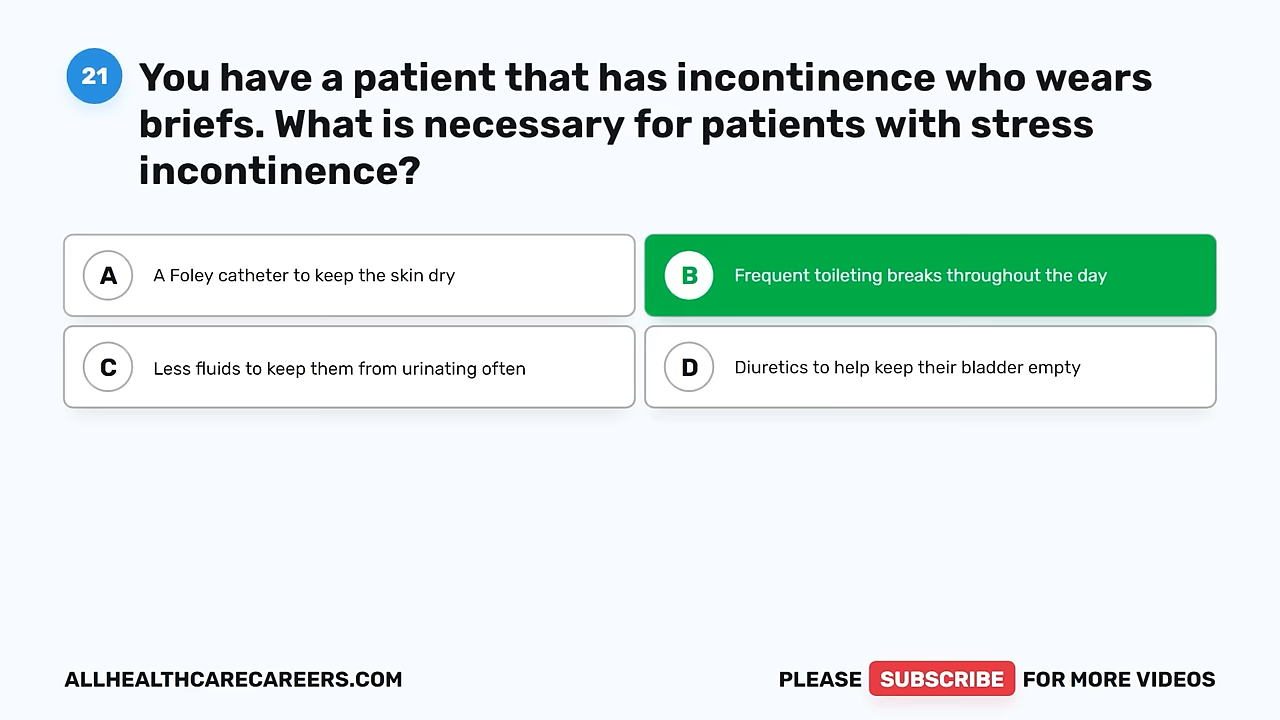 21
You have a patient that has incontinence who wears
briefs. What is necessary for patients with stress
incontinence?
A
A Foley catheter to keep the skin dry
B
Frequent toileting breaks throughout the day
C
Less fluids to keep them from urinating often
D
Diuretics to help keep their bladder empty
ALLHEALTHCARECAREERS.COM
PLEASE SUBSCRIBE FOR MORE VIDEOS